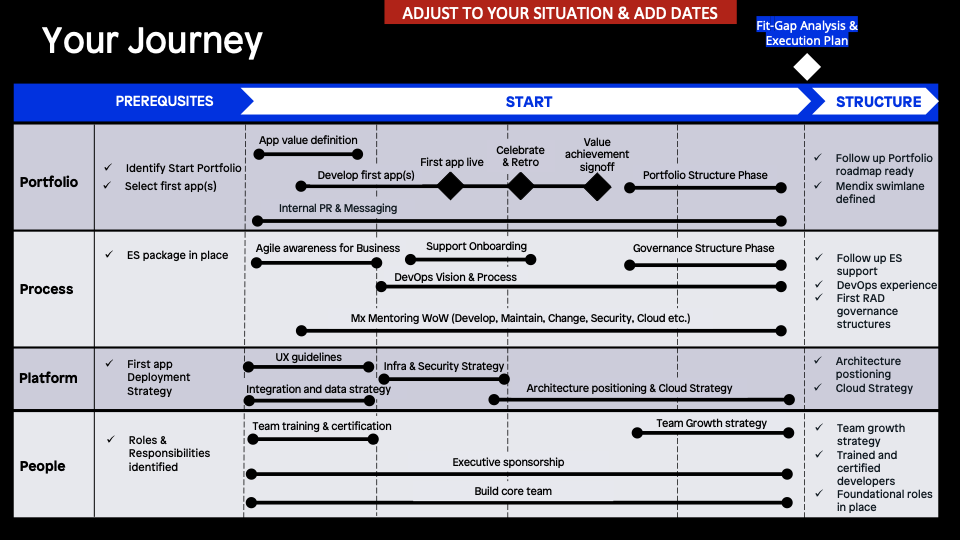 ADJUST TO YOUR SITUATION & ADD DATES
Your Journey
Fit-Gap Analysis &
Execution Plan
PREREQUSITES
START
STRUCTURE
Portfolio
✓ Identify Start Portfolio
✓ Select first app(s)
App value definition
Develop first app(s)
First app live
Celebrate
& Retro
Value
achievement
signoff
Portfolio Structure Phase
Internal PR & Messaging
✓ Follow up Portfolio
roadmap ready
✓ Mendix swimlane
defined
Process
✓ ES package in place
Agile awareness for Business
Support Onboarding
Governance Structure Phase
DevOps Vision & Process
Mx Mentoring WoW (Develop, Maintain, Change, Security, Cloud etc.)
✓ Follow up ES
support
✓ DevOps experience
✓ First RAD
governance
structures
Platform
✓ First app
Deployment
Strategy
UX guidelines
Infra & Security Strategy
Integration and data strategy
Architecture positioning & Cloud Strategy
✓ Architecture
postioning
✓ Cloud Strategy
People
✓ Roles &
Responsibilities
identified
Team training & certification
Team Growth strategy
Executive sponsorship
Build core team
✓ Team growth
strategy
✓ Trained and
certified
developers
✓ Foundational roles
in place